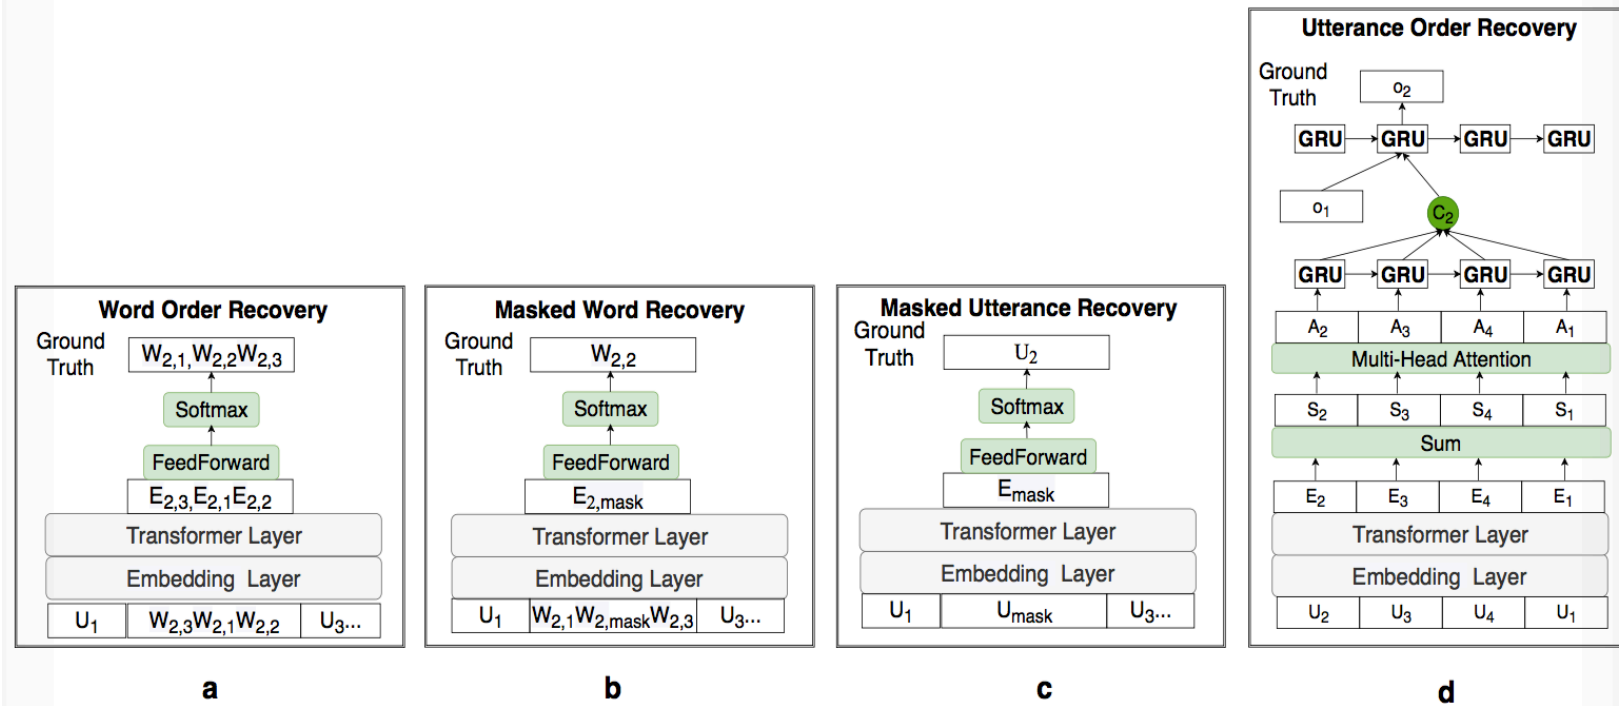 Word Order Recovery
Ground
Truth
W2,1,W2,2W2,3
Softmax
FeedForward
E2,3,E2,1E2,2
Transformer Layer
Embedding Layer
U1 W2,3W2,1W2,2 U3...
a
Masked Word Recovery
Ground
Truth
W2,2
Softmax
FeedForward
E2,mask
Transformer Layer
Embedding Layer
U1 W2,1W2,maskW2,3 U3...
b
Masked Utterance Recovery
Ground
Truth
U2
Softmax
FeedForward
Emask
Transformer Layer
Embedding Layer
U1 Umask U3...
c
Utterance Order Recovery
Ground
Truth
o2
GRU GRU GRU GRU
o1
C2
GRU GRU GRU GRU
A2 A3 A4 A1
Multi-Head Attention
S2 S3 S4 S1
Sum
E2 E3 E4 E1
Transformer Layer
Embedding Layer
U2 U3 U4 U1
d